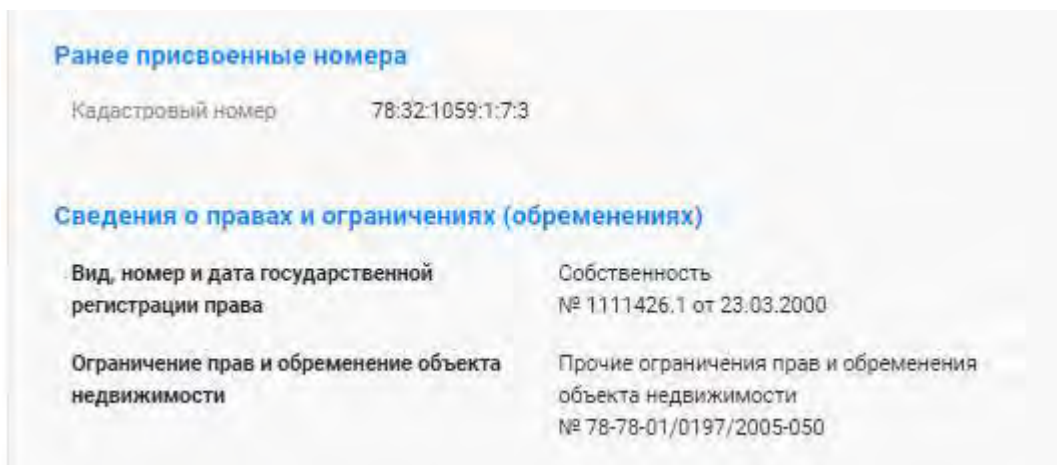 Ранее присвоенные номера
Кадастровый номер 78:32:1059:1:7:3
Сведения о правах и ограничениях (обременениях)
Вид, номер и дата государственной регистрации права
Собственность
№ 1111426.1 от 23.03.2000
Ограничение прав и обременение объекта недвижимости
Прочие ограничения прав и обременения
объекта недвижимости
№ 78-78-01/0197/2005-050